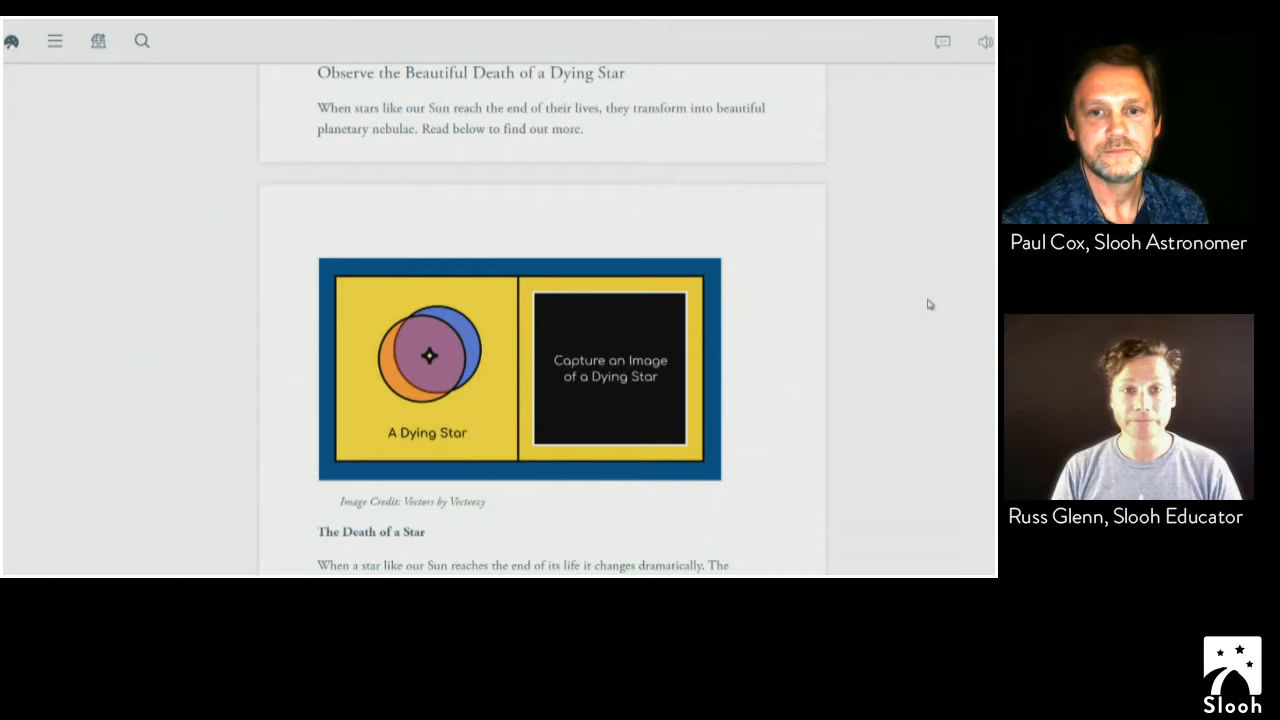 Observe the Beautiful Death of a Dying Star
When stars like our Sun reach the end of their lives, they transform into beautiful
planetary nebulae. Read below to find out more.
A Dying Star
Capture an Image
of a Dying Star
Image Credit: Vectors by Vecteezy
The Death of a Star
When a star like our Sun reaches the end of its life it changes dramatically. The
Paul Cox, Slooh Astronomer
Russ Glenn, Slooh Educator
Slooh